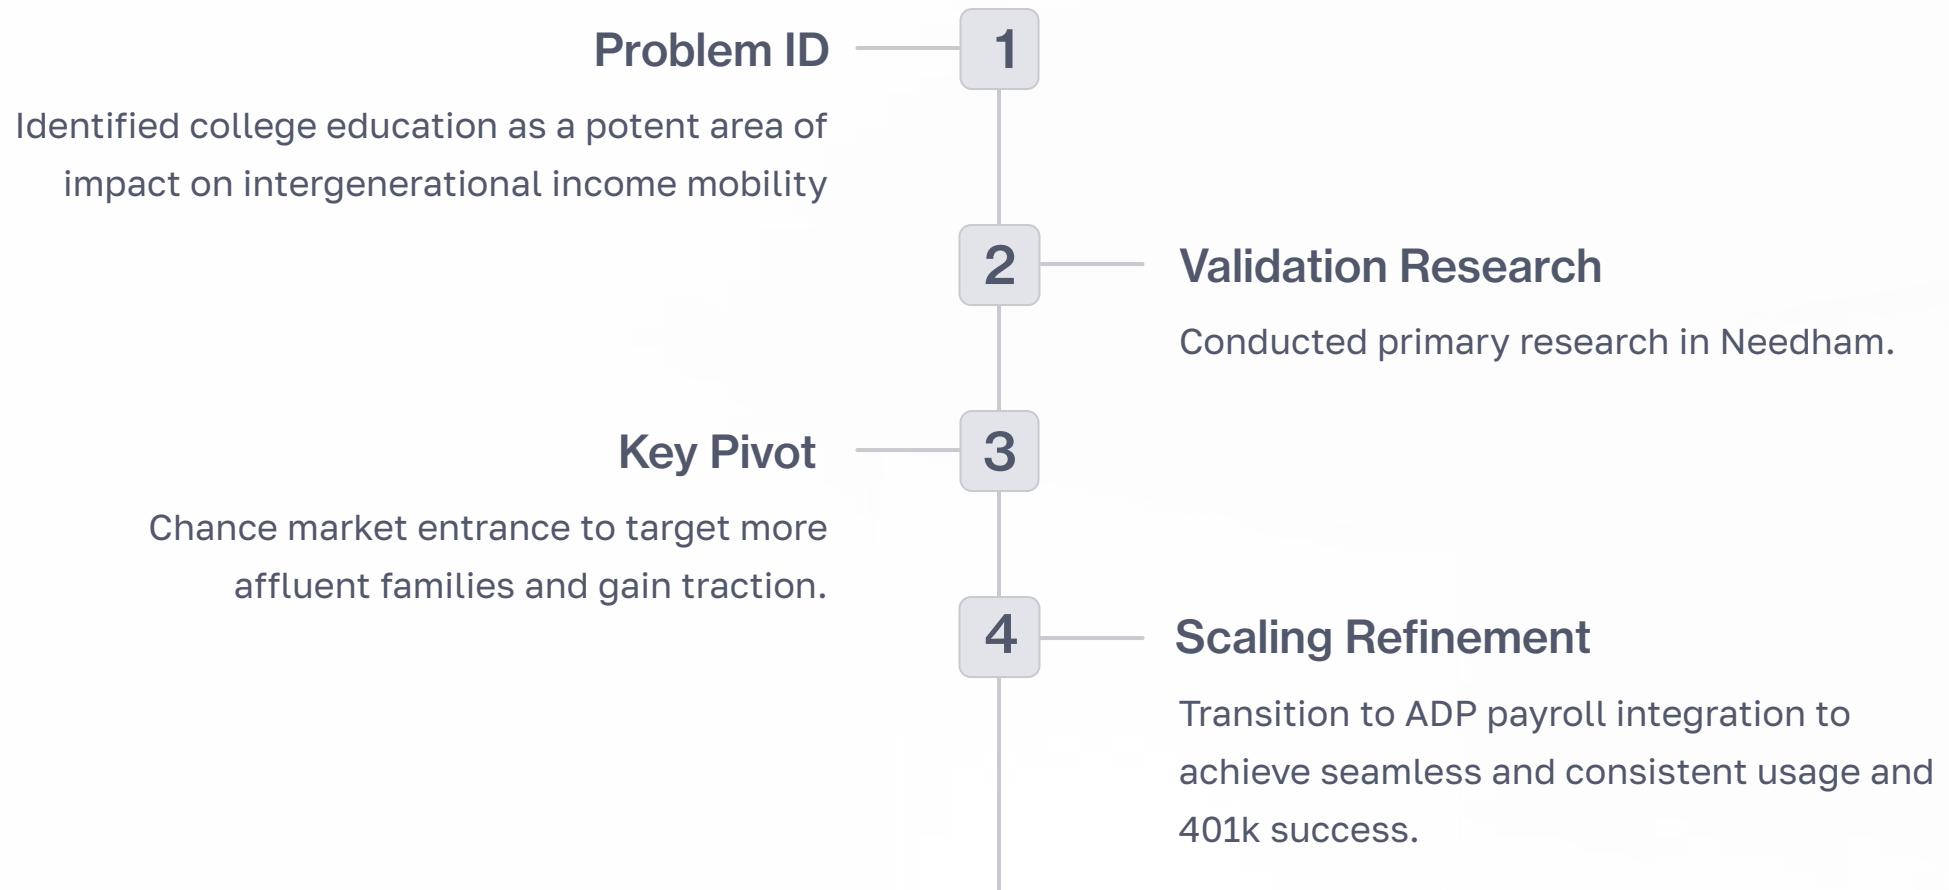 Problem ID
1
Identified college education as a potent area of
impact on intergenerational income mobility
2
Validation Research
Conducted primary research in Needham.
Key Pivot
3
Chance market entrance to target more
affluent families and gain traction.
4
Scaling Refinement
Transition to ADP payroll integration to
achieve seamless and consistent usage and
401k success.